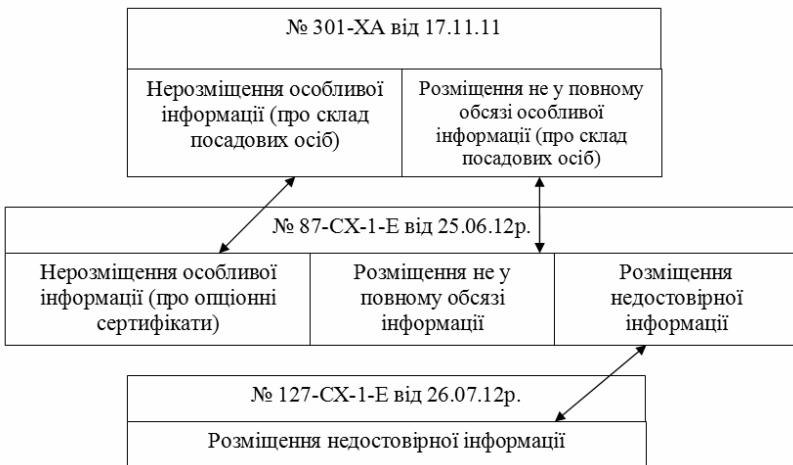 № 301-ХА від 17.11.11
Нерозміщення особливої
інформації (про склад
посадових осіб)
Розміщення не у повному
обсязі особливої
інформації (про склад
посадових осіб)
№ 87-СХ-1-Е від 25.06.12р.
Нерозміщення особливої
інформації (про опціонні
сертифікати)
Розміщення не у
повному обсязі
інформації
Розміщення
недостовірної
інформації
№ 127-СХ-1-Е від 26.07.12р.
Розміщення недостовірної інформації